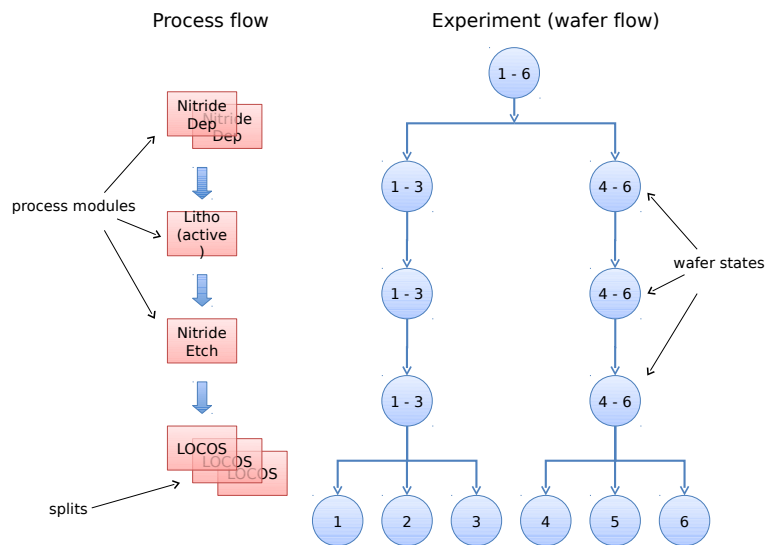 Process flow
Experiment (wafer flow)
1 - 6
Nitride
Dep
Nitride
Dep
1 - 3
4 - 6
process modules
Litho
(active
)
wafer states
1 - 3
4 - 6
Nitride
Etch
1 - 3
4 - 6
LOCOS
LOCOS
LOCOS
splits
1
2
3
4
5
6